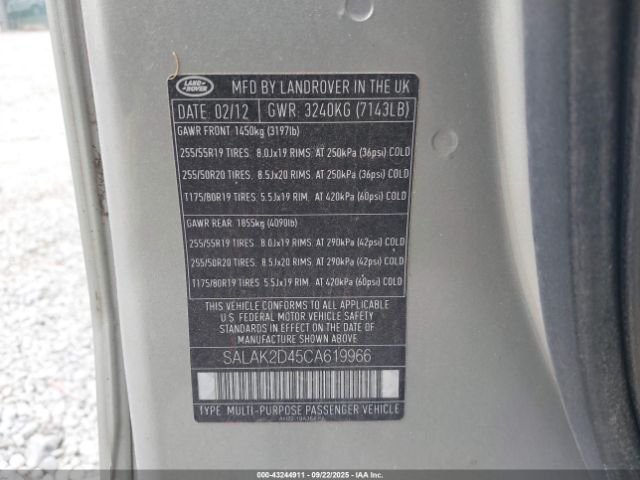 LAND ROVER
MFD BY LANDROVER IN THE UK
DATE: 02/12 GWR: 3240KG (7143LB)
GAWR FRONT 1450kg (3197lb)
255/55R19 TIRES. 8.0Jx19 RIMS. AT 250kPa (36psi) COLD
255/50R20 TIRES. 8.5Jx20 RIMS. AT 250kPa (36psi) COLD
T175/80R19 TIRES. 5.5Jx19 RIM. AT 420kPa (60psi) COLD
GAWR REAR: 1855kg (4090lb)
255/55R19 TIRES. 8.0Jx19 RIMS. AT 290kPa (42psi) COLD
255/50R20 TIRES. 8.5Jx20 RIMS. AT 290kPa (42psi) COLD
T175/80R19 TIRES 5.5Jx19 RIM. AT 420kPa (60psi) COLD
THIS VEHICLE CONFORMS TO ALL APPLICABLE
U.S. FEDERAL MOTOR VEHICLE SAFETY
STANDARDS IN EFFECT ON THE DATE OF
MANUFACTURE SHOWN ABOVE.
SALAK2D45CA619966
TYPE: MULTI-PURPOSE PASSENGER VEHICLE
000-43244911 - 09/22/2025 - Copyright © IAA, LLC